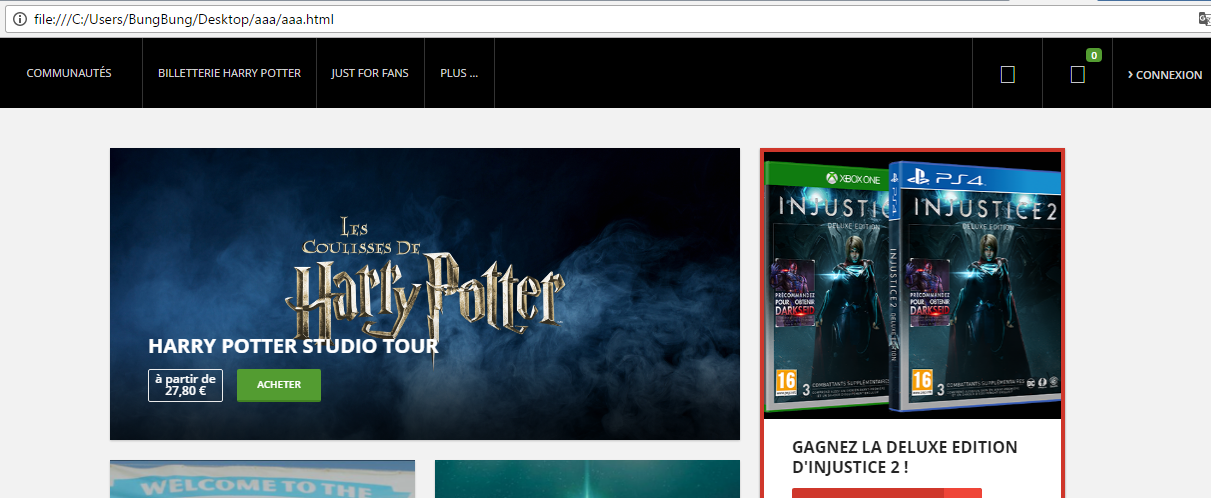 file:///C:/Users/BungBung/Desktop/aaa/aaa.html
COMMUNAUTÉS
BILLETTERIE HARRY POTTER
JUST FOR FANS
PLUS ...
0
› CONNEXION
LES
COULISSES DE
Harry Potter
HARRY POTTER STUDIO TOUR
à partir de
27,80 €
ACHETER
XBOX ONE
PS4
INJUSTIC
DELUXE EDITION
INJUSTICE 2
DELUXE EDITION
PS4
INJUSTICE 2 DELUXE EDITION
PRÉCOMMANDEZ
POUR OBTENIR
DARKSEID
PRÉCOMMANDEZ
POUR OBTENIR
DARKSEID
16
3 COMBATTANTS SUPPLÉMENTAIRES
16
3 COMBATTANTS SUPPLÉMENTAIRES
GAGNEZ LA DELUXE EDITION
D'INJUSTICE 2 !
WELCOME TO THE